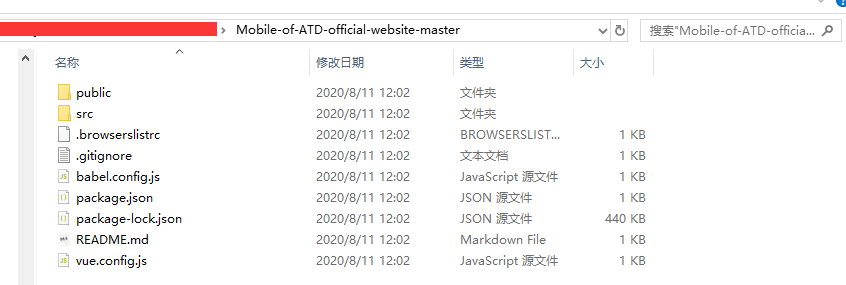 Mobile-of-ATD-official-website-master 搜索"Mobile-of-ATD-officia...
名称 修改日期 类型 大小
public 2020/8/11 12:02 文件夹
src 2020/8/11 12:02 文件夹
.browserslistrc 2020/8/11 12:02 BROWSERSLIST... 1 KB
.gitignore 2020/8/11 12:02 文本文档 1 KB
babel.config.js 2020/8/11 12:02 JavaScript 源文件 1 KB
package.json 2020/8/11 12:02 JSON 源文件 1 KB
package-lock.json 2020/8/11 12:02 JSON 源文件 440 KB
README.md 2020/8/11 12:02 Markdown File 1 KB
vue.config.js 2020/8/11 12:02 JavaScript 源文件 1 KB